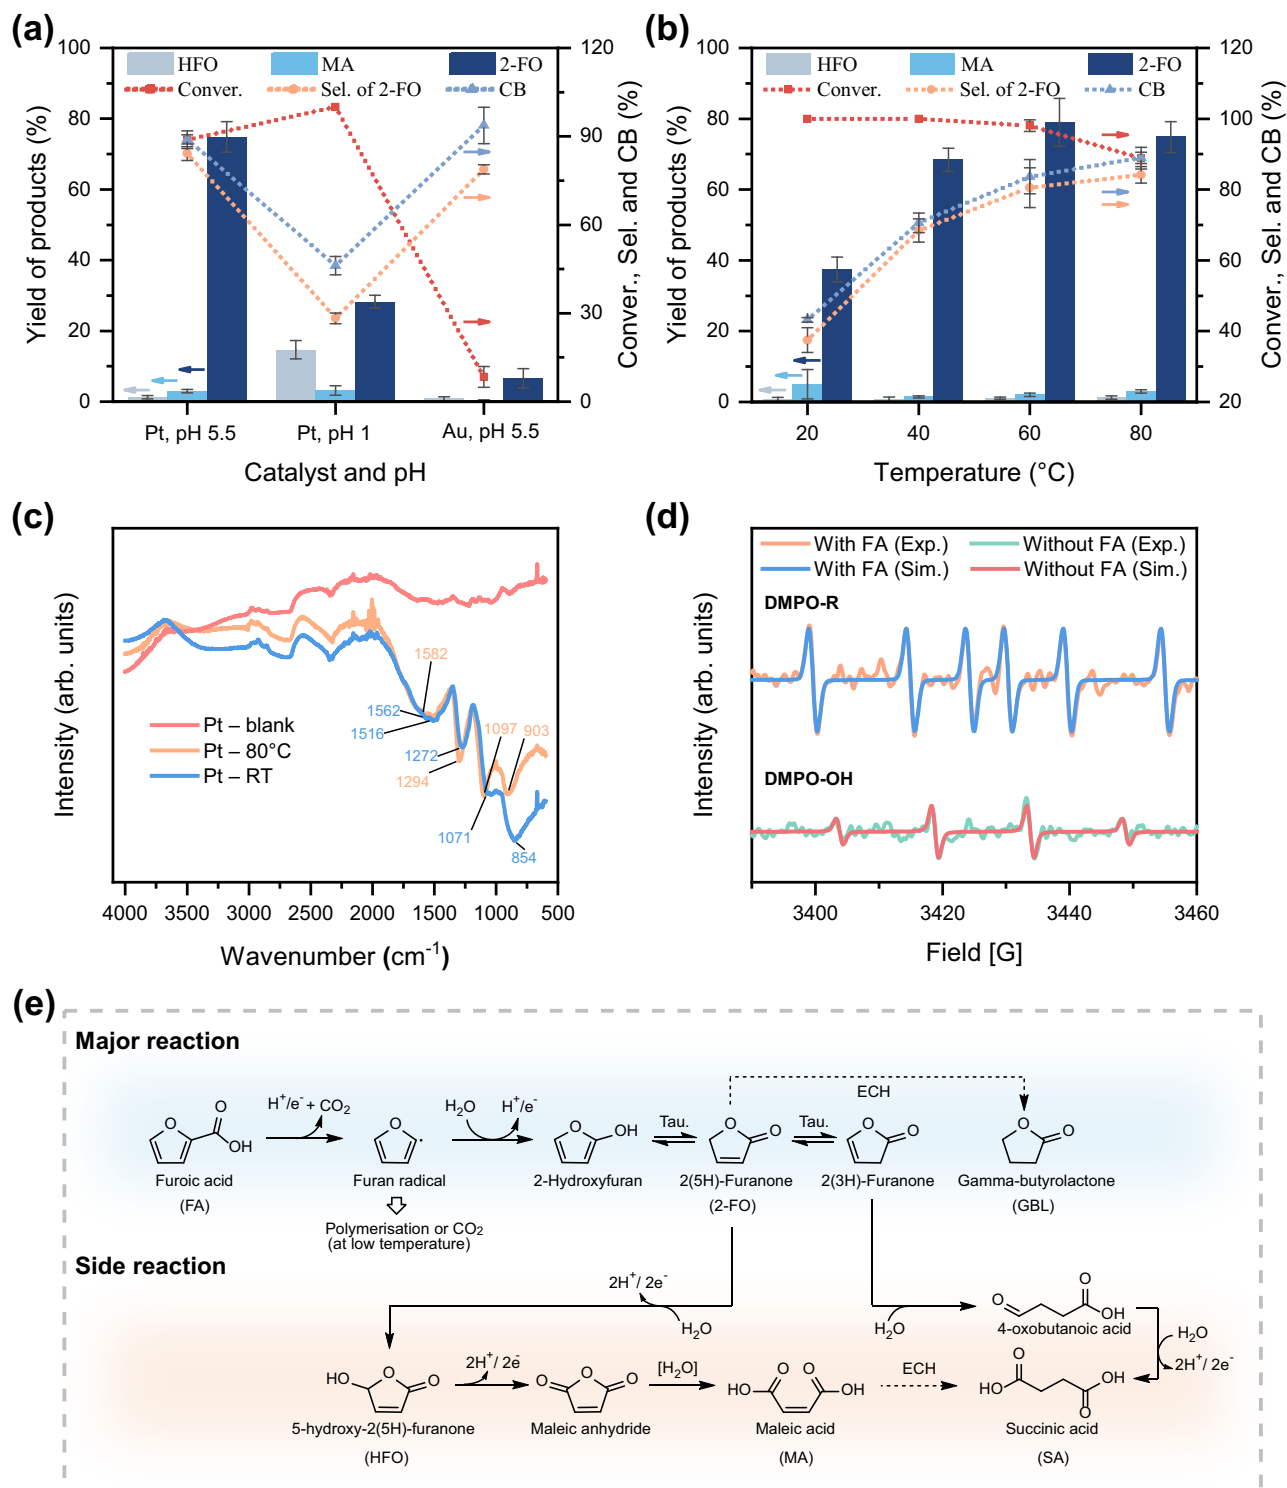 (a)
100
80
60
40
20
0
Yield of products (%)
HFO MA 2-FO
Conver. Sel. of 2-FO CB
120
90
60
30
0
Conver., Sel. and CB (%)
Pt, pH 5.5 Pt, pH 1 Au, pH 5.5
Catalyst and pH
(b)
100
80
60
40
20
0
Yield of products (%)
HFO MA 2-FO
Conver. Sel. of 2-FO CB
120
100
80
60
40
20
Conver., Sel. and CB (%)
20 40 60 80
Temperature (°C)
(c)
Intensity (arb. units)
1582
1562
1516
1097 903
1272
1294
1071
854
Pt – blank
Pt – 80°C
Pt – RT
4000 3500 3000 2500 2000 1500 1000 500
Wavenumber (cm⁻¹)
(d)
Intensity (arb. units)
With FA (Exp.) Without FA (Exp.)
With FA (Sim.) Without FA (Sim.)
DMPO-R
DMPO-OH
3400 3420 3440 3460
Field [G]
(e)
Major reaction
ECH
H⁺/e⁻ + CO₂ H₂O H⁺/e⁻ Tau. Tau.
O O OH O OH O O O O O O
Furoic acid Furan radical 2-Hydroxyfuran 2(5H)-Furanone 2(3H)-Furanone Gamma-butyrolactone
(FA) (2-FO) (GBL)
Polymerisation or CO₂
(at low temperature)
Side reaction
2H⁺/ 2e⁻
H₂O H₂O
O O OH
4-oxobutanoic acid
H₂O
2H⁺/ 2e⁻
HO O O 2H⁺/ 2e⁻ O O O [H₂O] HO O O OH ECH HO O OH O
5-hydroxy-2(5H)-furanone Maleic anhydride Maleic acid Succinic acid
(HFO) (MA) (SA)